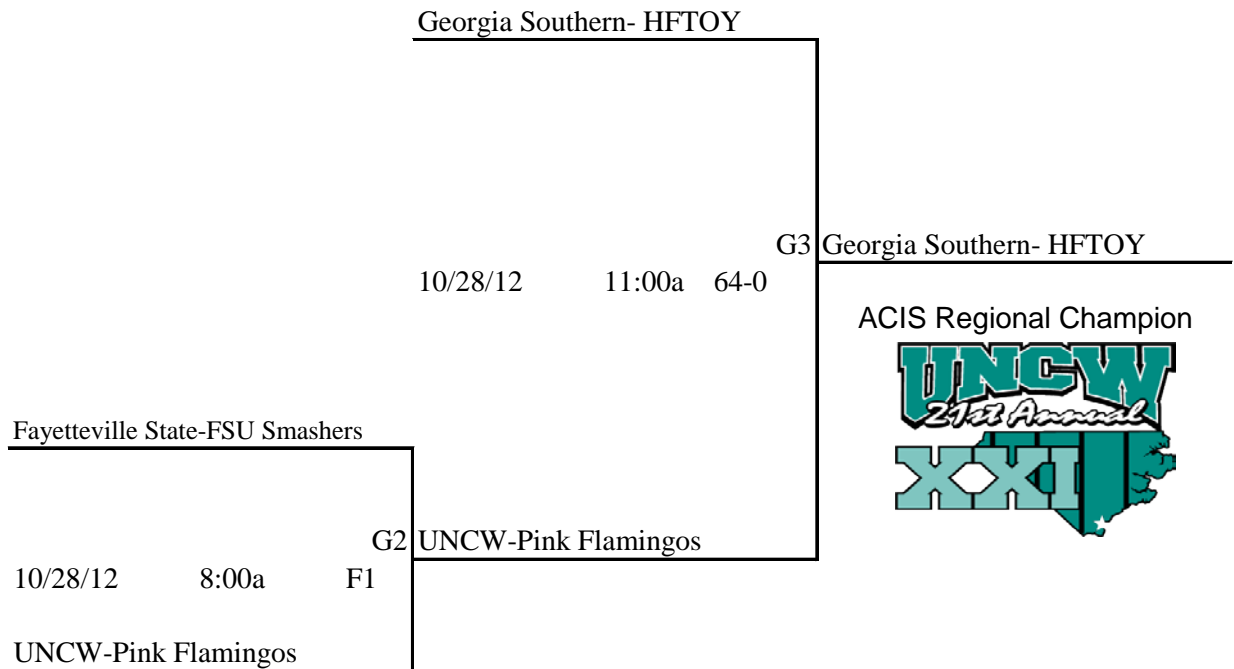 Georgia Southern- HFTOY
G3 Georgia Southern- HFTOY
10/28/12 11:00a 64-0
ACIS Regional Champion
UNCW
21st Annual
XXI
Fayetteville State-FSU Smashers
G2 UNCW-Pink Flamingos
10/28/12 8:00a F1
UNCW-Pink Flamingos